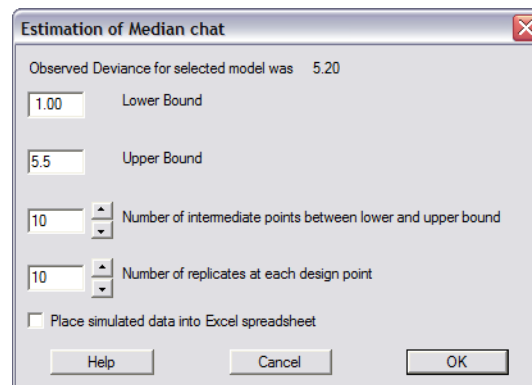 Estimation of Median chat
Observed Deviance for selected model was 5.20
1.00 Lower Bound
5.5 Upper Bound
10 Number of intermediate points between lower and upper bound
10 Number of replicates at each design point
Place simulated data into Excel spreadsheet
Help Cancel OK